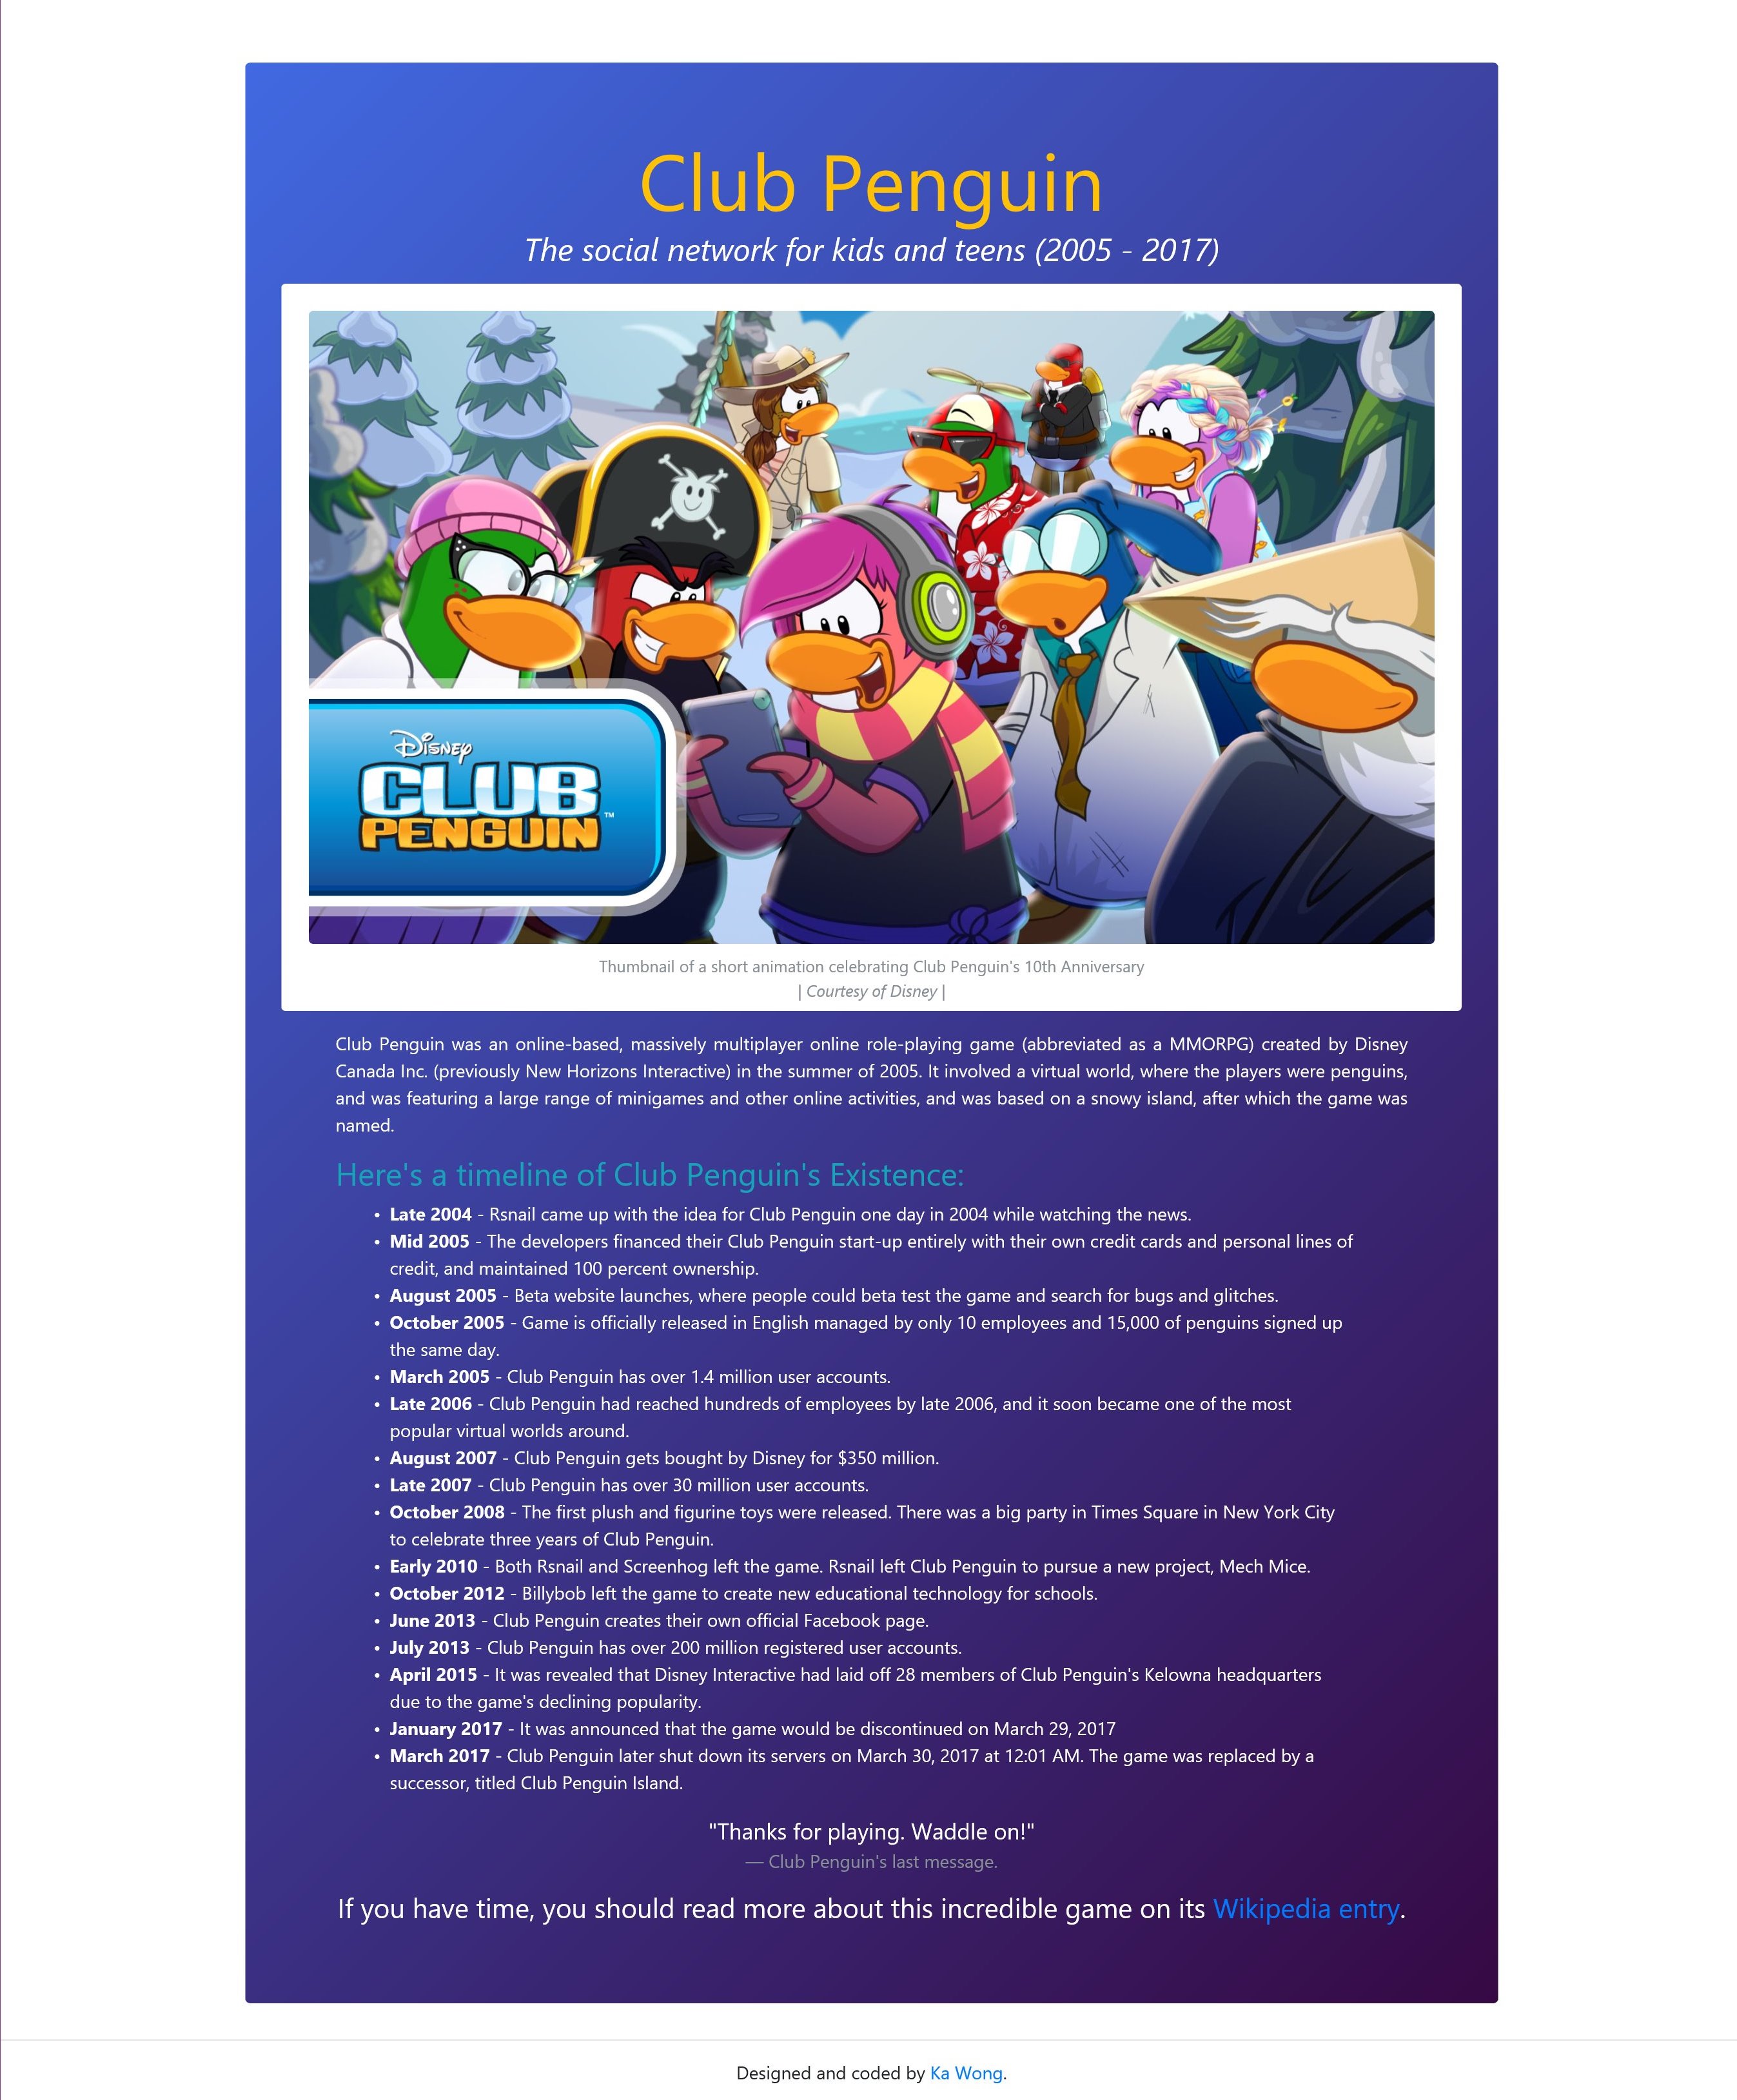 Club Penguin
The social network for kids and teens (2005 - 2017)
Disney
CLUB
PENGUIN
TM
Thumbnail of a short animation celebrating Club Penguin's 10th Anniversary
| Courtesy of Disney |
Club Penguin was an online-based, massively multiplayer online role-playing game (abbreviated as a MMORPG) created by Disney
Canada Inc. (previously New Horizons Interactive) in the summer of 2005. It involved a virtual world, where the players were penguins,
and was featuring a large range of minigames and other online activities, and was based on a snowy island, after which the game was
named.
Here's a timeline of Club Penguin's Existence:
• Late 2004 - Rsnail came up with the idea for Club Penguin one day in 2004 while watching the news.
• Mid 2005 - The developers financed their Club Penguin start-up entirely with their own credit cards and personal lines of
credit, and maintained 100 percent ownership.
• August 2005 - Beta website launches, where people could beta test the game and search for bugs and glitches.
• October 2005 - Game is officially released in English managed by only 10 employees and 15,000 of penguins signed up
the same day.
• March 2005 - Club Penguin has over 1.4 million user accounts.
• Late 2006 - Club Penguin had reached hundreds of employees by late 2006, and it soon became one of the most
popular virtual worlds around.
• August 2007 - Club Penguin gets bought by Disney for $350 million.
• Late 2007 - Club Penguin has over 30 million user accounts.
• October 2008 - The first plush and figurine toys were released. There was a big party in Times Square in New York City
to celebrate three years of Club Penguin.
• Early 2010 - Both Rsnail and Screenhog left the game. Rsnail left Club Penguin to pursue a new project, Mech Mice.
• October 2012 - Billybob left the game to create new educational technology for schools.
• June 2013 - Club Penguin creates their own official Facebook page.
• July 2013 - Club Penguin has over 200 million registered user accounts.
• April 2015 - It was revealed that Disney Interactive had laid off 28 members of Club Penguin's Kelowna headquarters
due to the game's declining popularity.
• January 2017 - It was announced that the game would be discontinued on March 29, 2017
• March 2017 - Club Penguin later shut down its servers on March 30, 2017 at 12:01 AM. The game was replaced by a
successor, titled Club Penguin Island.
"Thanks for playing. Waddle on!"
— Club Penguin's last message.
If you have time, you should read more about this incredible game on its Wikipedia entry.
Designed and coded by Ka Wong.